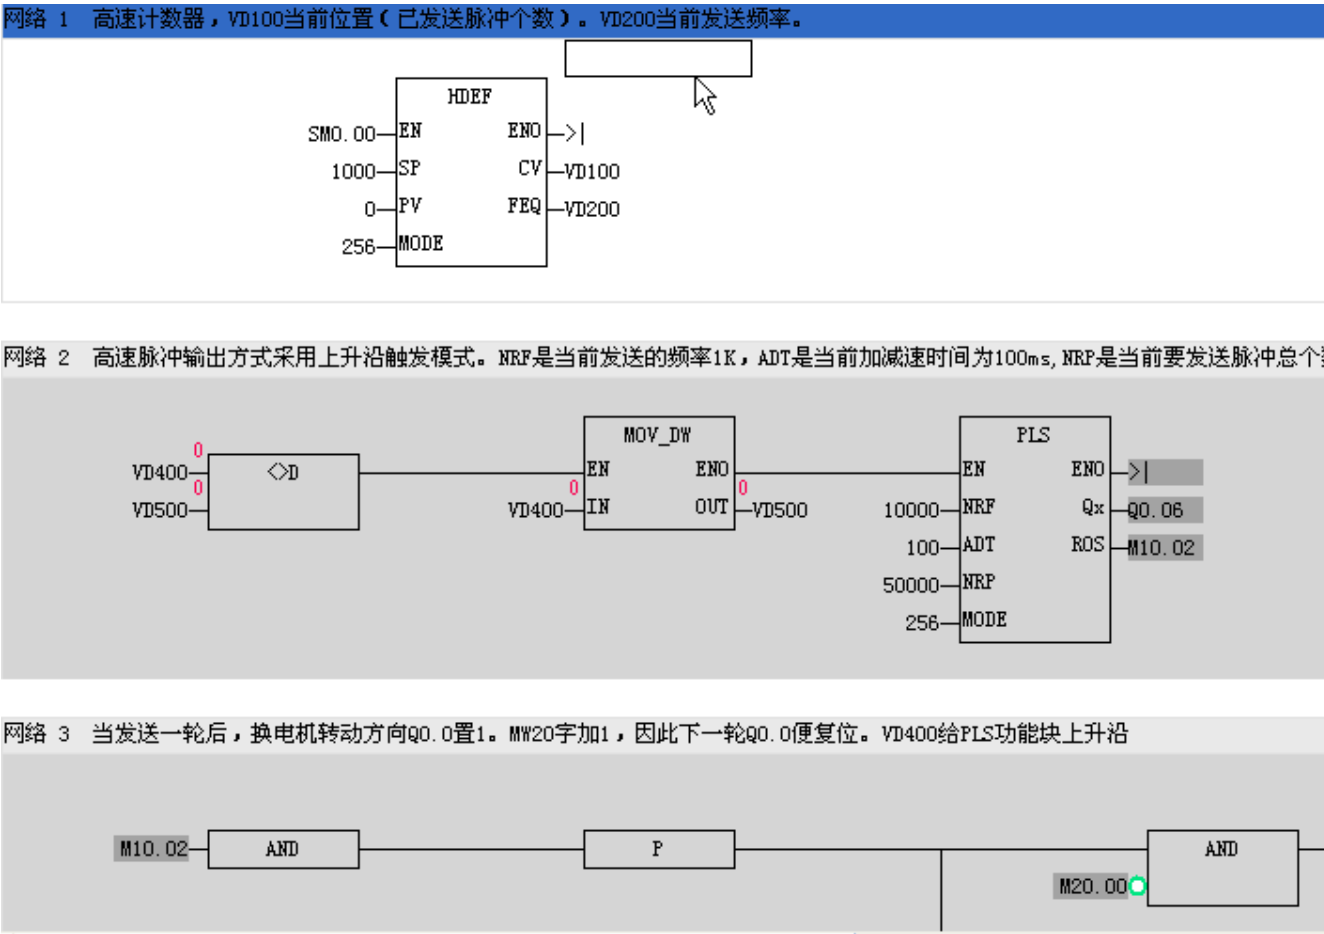 网络 1 高速计数器，VD100当前位置（已发送脉冲个数）。VD200当前发送频率。
HDEF
SM0.00 EN ENO >|
1000 SP CV VD100
0 PV FEQ VD200
256 MODE
网络 2 高速脉冲输出方式采用上升沿触发模式。NRF是当前发送的频率1K，ADT是当前加减速时间为100ms,NRP是当前要发送脉冲总个
MOV_DW PLS
0
VD400 <>D EN ENO EN ENO >|
0 0 0
VD500 VD400 IN OUT VD500 10000 NRF Qx Q0.06
100 ADT ROS M10.02
50000 NRP
256 MODE
网络 3 当发送一轮后，换电机转动方向Q0.0置1。MW20字加1，因此下一轮Q0.0便复位。VD400给PLS功能块上升沿
M10.02 AND P AND
M20.00